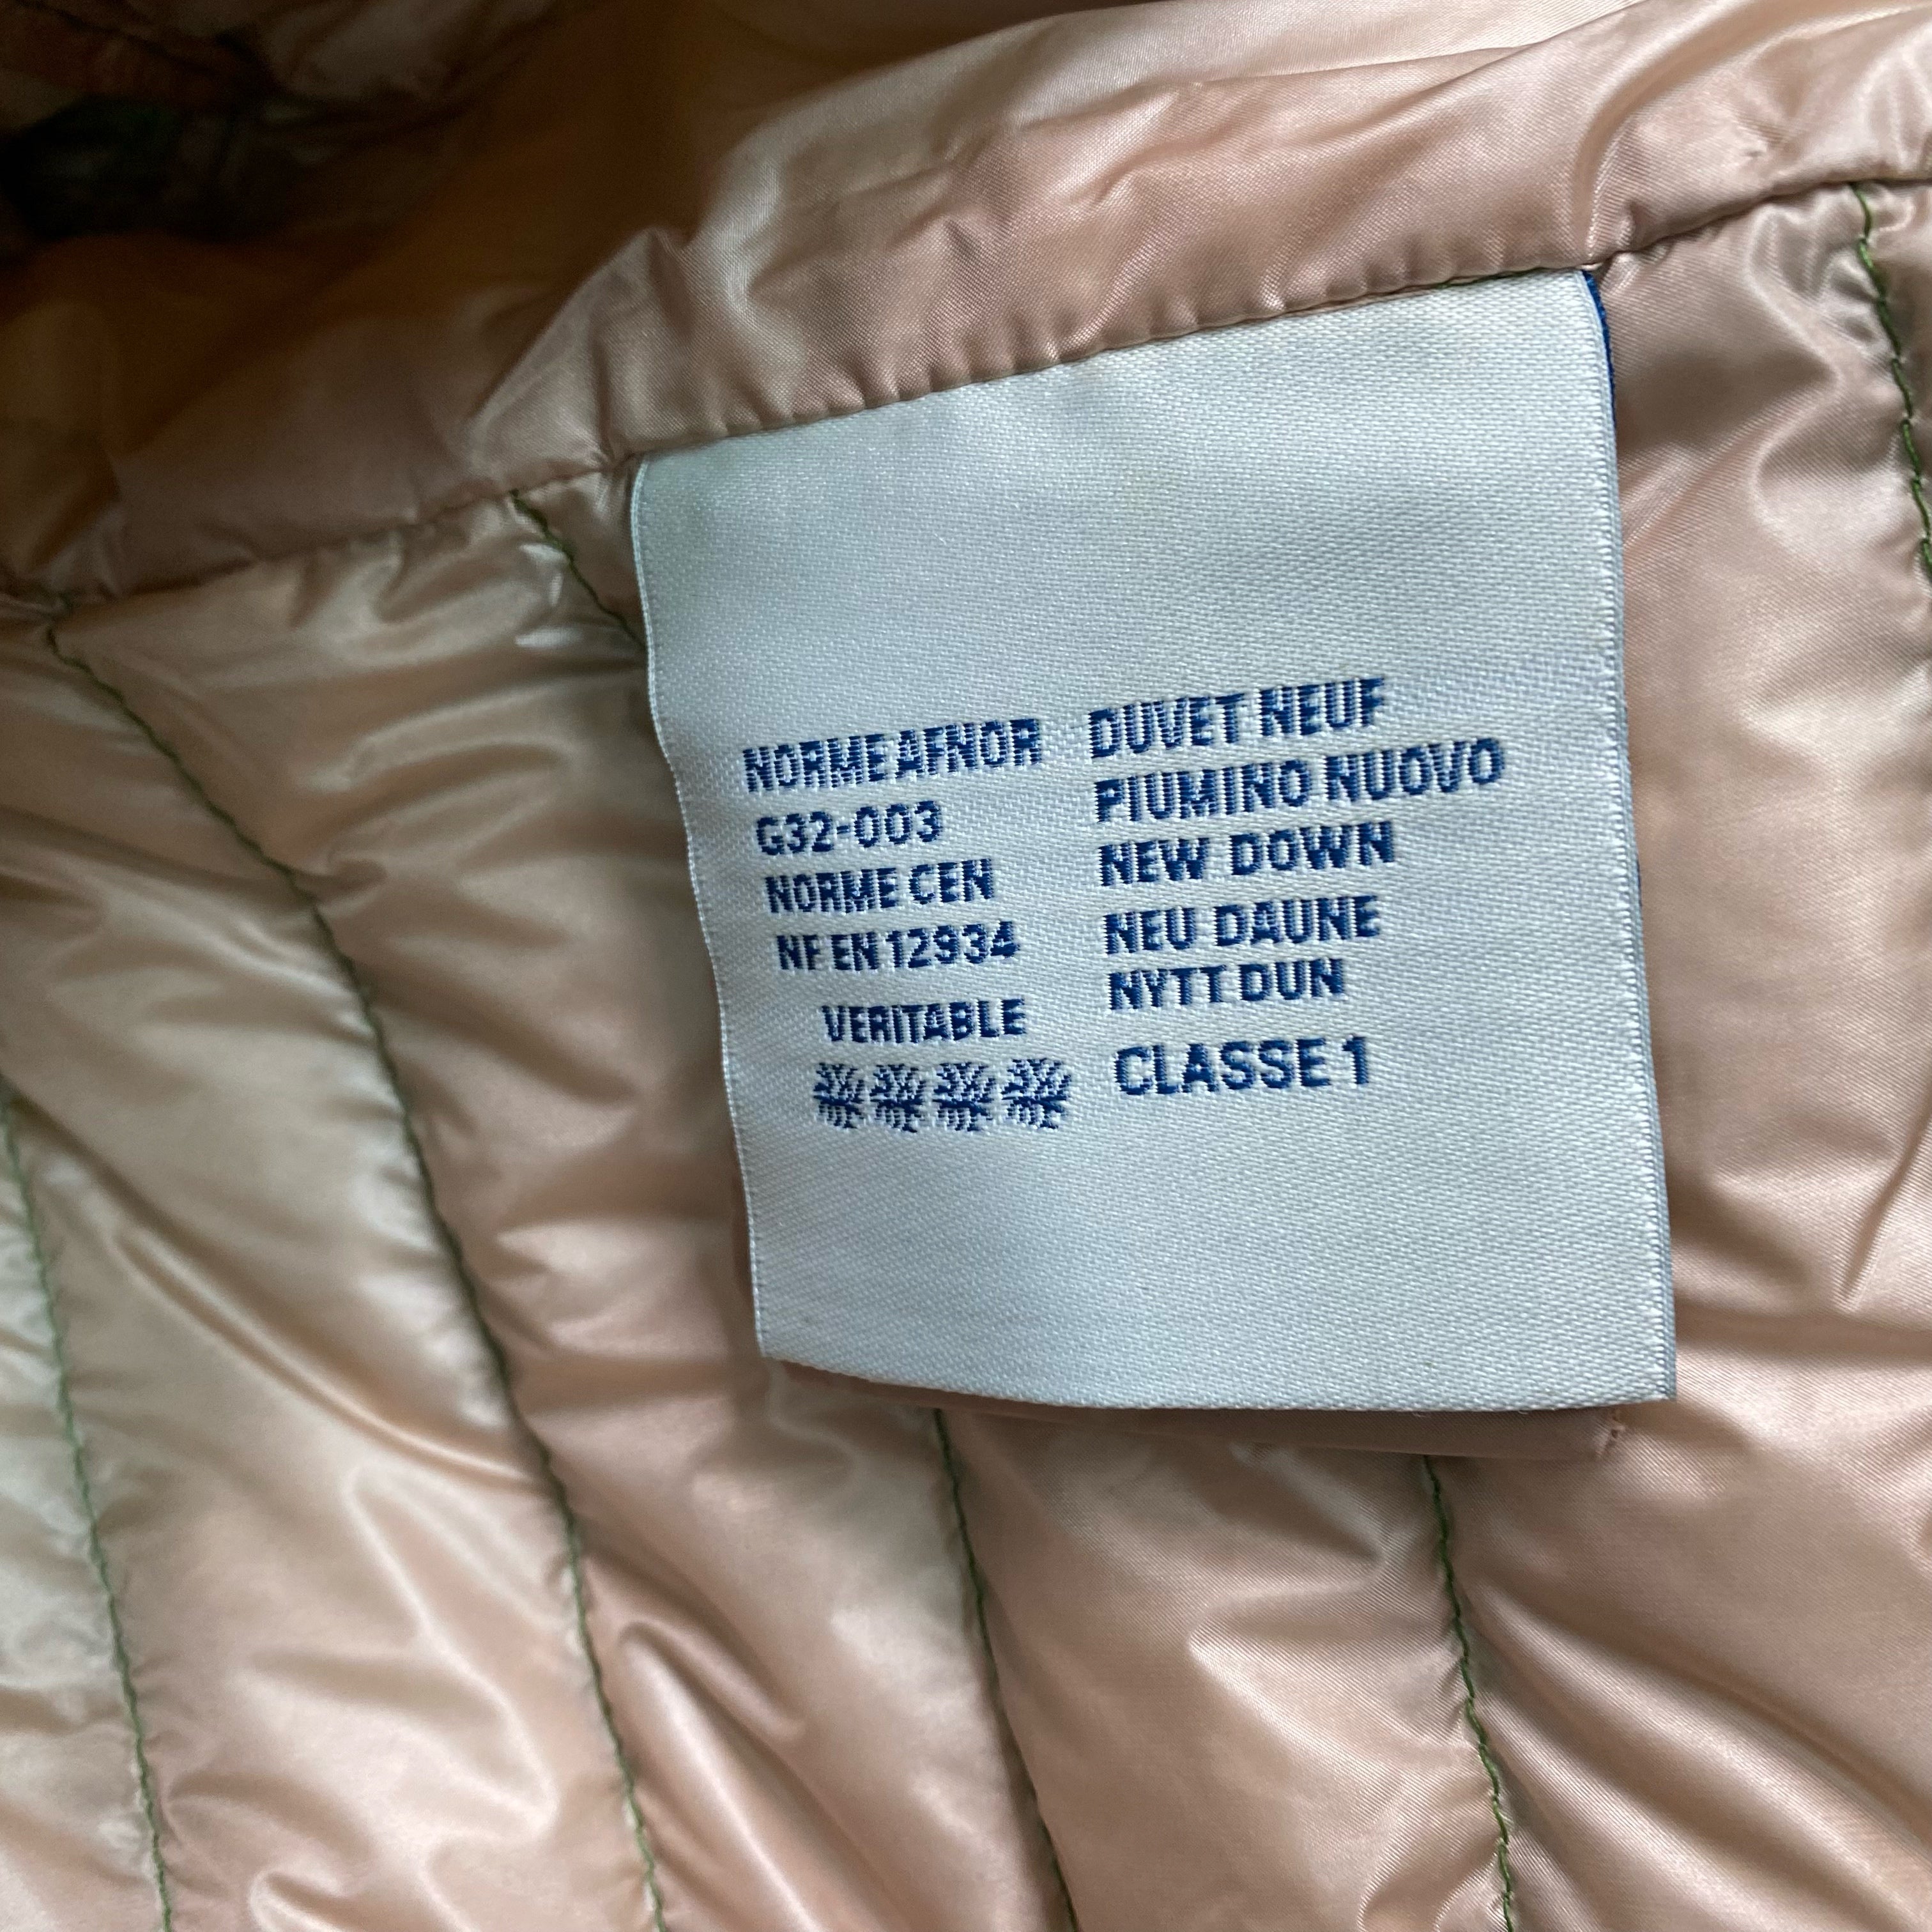 NORME AFNOR
G32-003
NORME CEN
NF EN 12934
VERITABLE
DUVET NEUF
PIUMINO NUOVO
NEW DOWN
NEU DAUNE
NYTT DUN
CLASSE 1